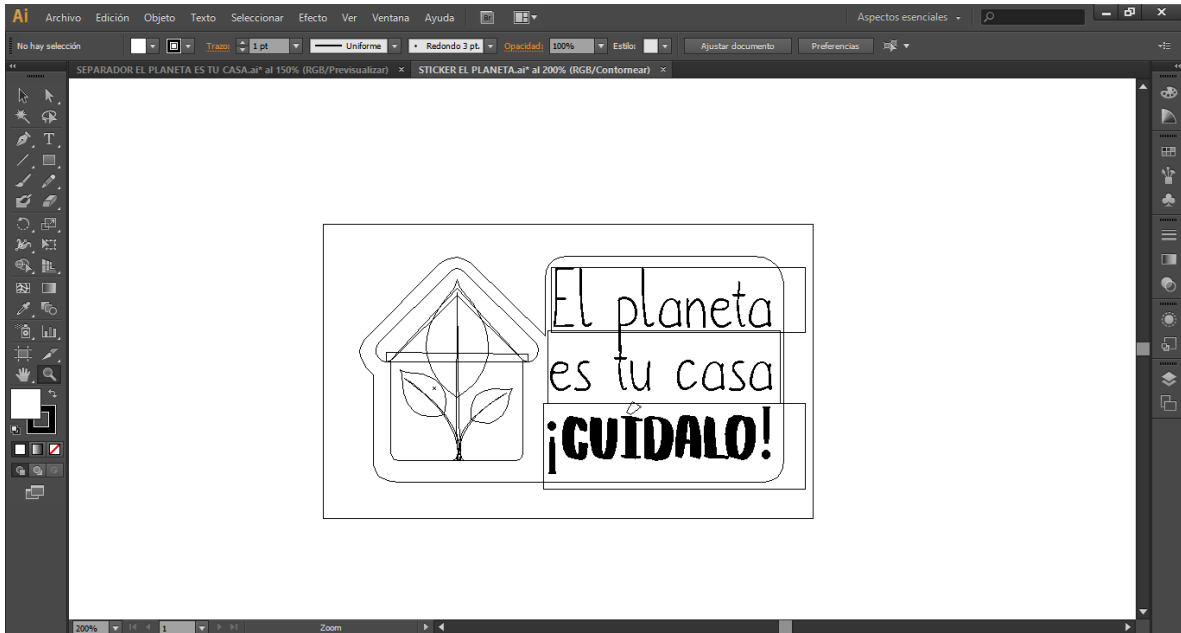 Ai Archivo Edición Objeto Texto Seleccionar Efecto Ver Ventana Ayuda Br Aspectos esenciales
No hay selección Trazo: 1 pt Uniforme Redondo 3 pt. Opacidad: 100% Estilo: Ajustar documento Preferencias
SEPARADOR EL PLANETA ES TU CASA.ai* al 150% (RGB/Previsualizar) × STICKER EL PLANETA.ai* al 200% (RGB/Contornear) ×
El planeta
es tu casa
¡CUÍDALO!
200% 1 Zoom